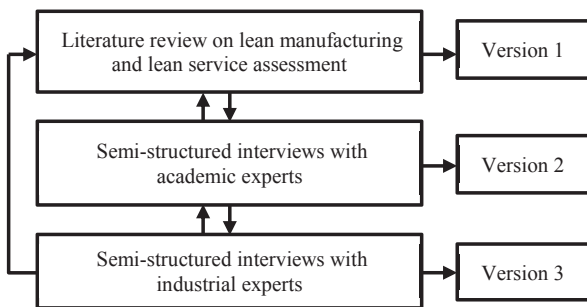 Literature review on lean manufacturing
and lean service assessment
Version 1
Semi-structured interviews with
academic experts
Version 2
Semi-structured interviews with
industrial experts
Version 3